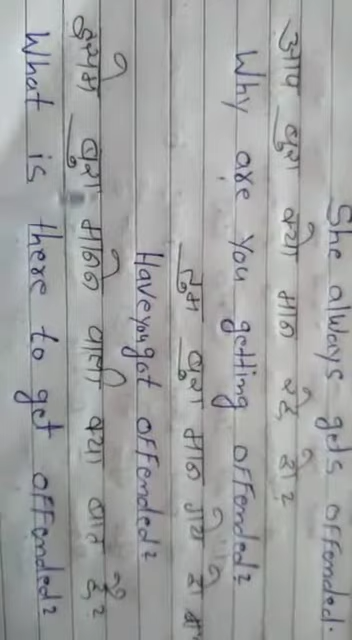 She always gets offended.
आप बुरा क्यों मान रहे हो?
Why are you getting offended?
तुम बुरा मान गये हो क्या
Have you got offended?
इसमें बुरा मानने वाली क्या बात है?
What is there to get offended?